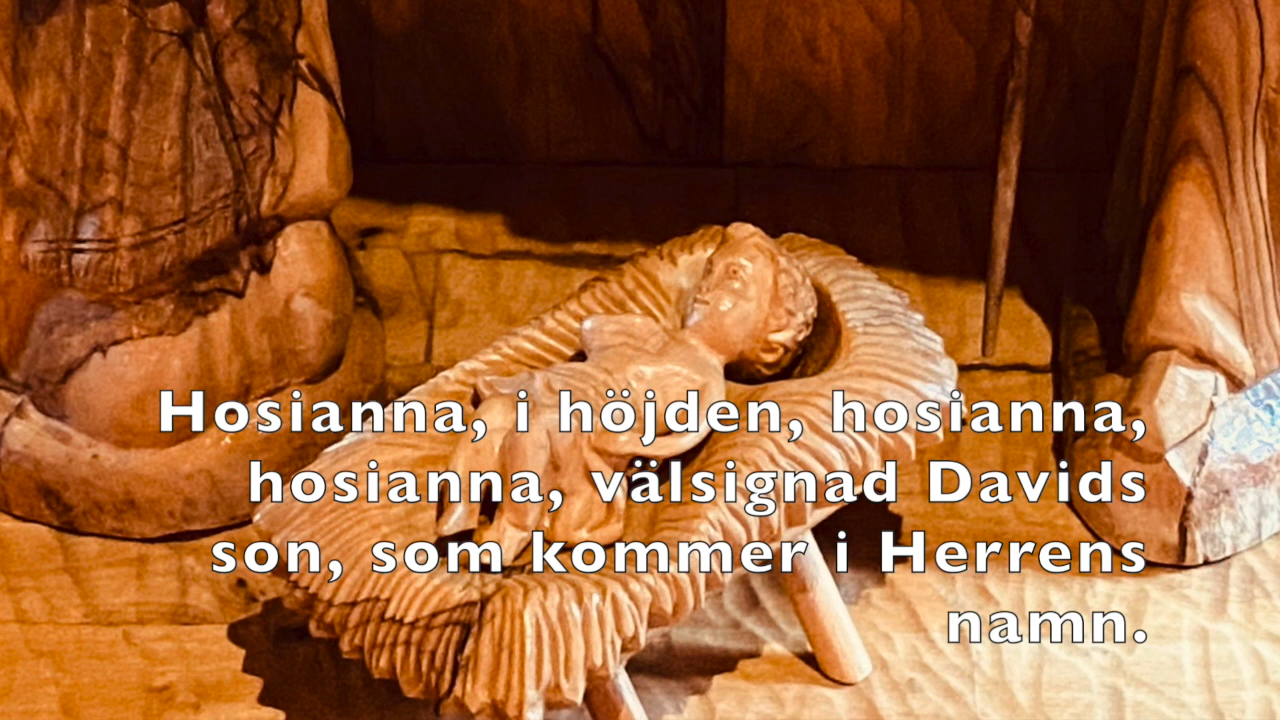 Hosianna, i höjden, hosianna,
hosianna, välsignad Davids
son, som kommer i Herrens
namn.